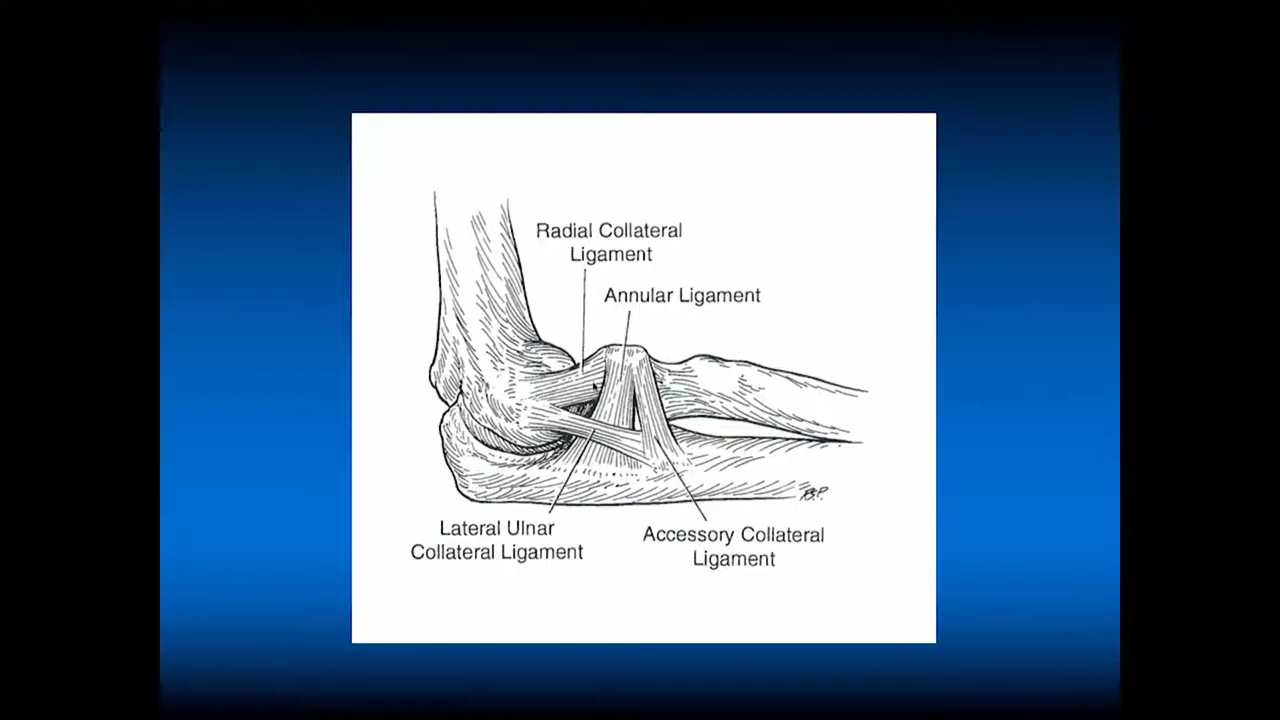 Radial Collateral
Ligament
Annular Ligament
Lateral Ulnar
Collateral Ligament
Accessory Collateral
Ligament